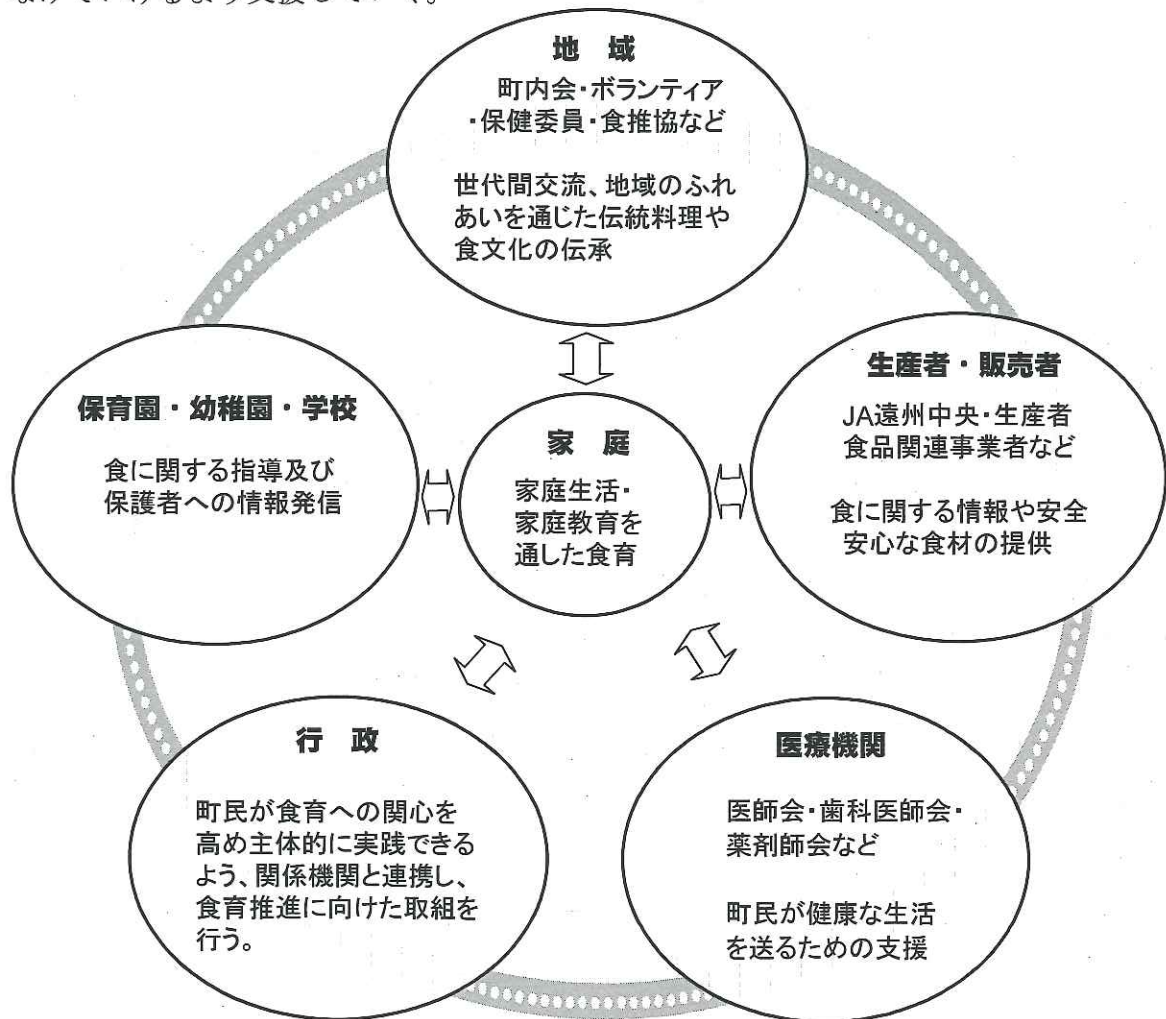 地 域
町内会・ボランティア
・保健委員・食推協など
世代間交流、地域のふれ
あいを通じた伝統料理や
食文化の伝承
保育園・幼稚園・学校
食に関する指導及び
保護者への情報発信
家 庭
家庭生活・
家庭教育を
通した食育
生産者・販売者
JA遠州中央・生産者
食品関連事業者など
食に関する情報や安全
安心な食材の提供
行 政
町民が食育への関心を
高め主体的に実践できる
よう、関係機関と連携し、
食育推進に向けた取組を
行う。
医療機関
医師会・歯科医師会・
薬剤師会など
町民が健康な生活
を送るための支援